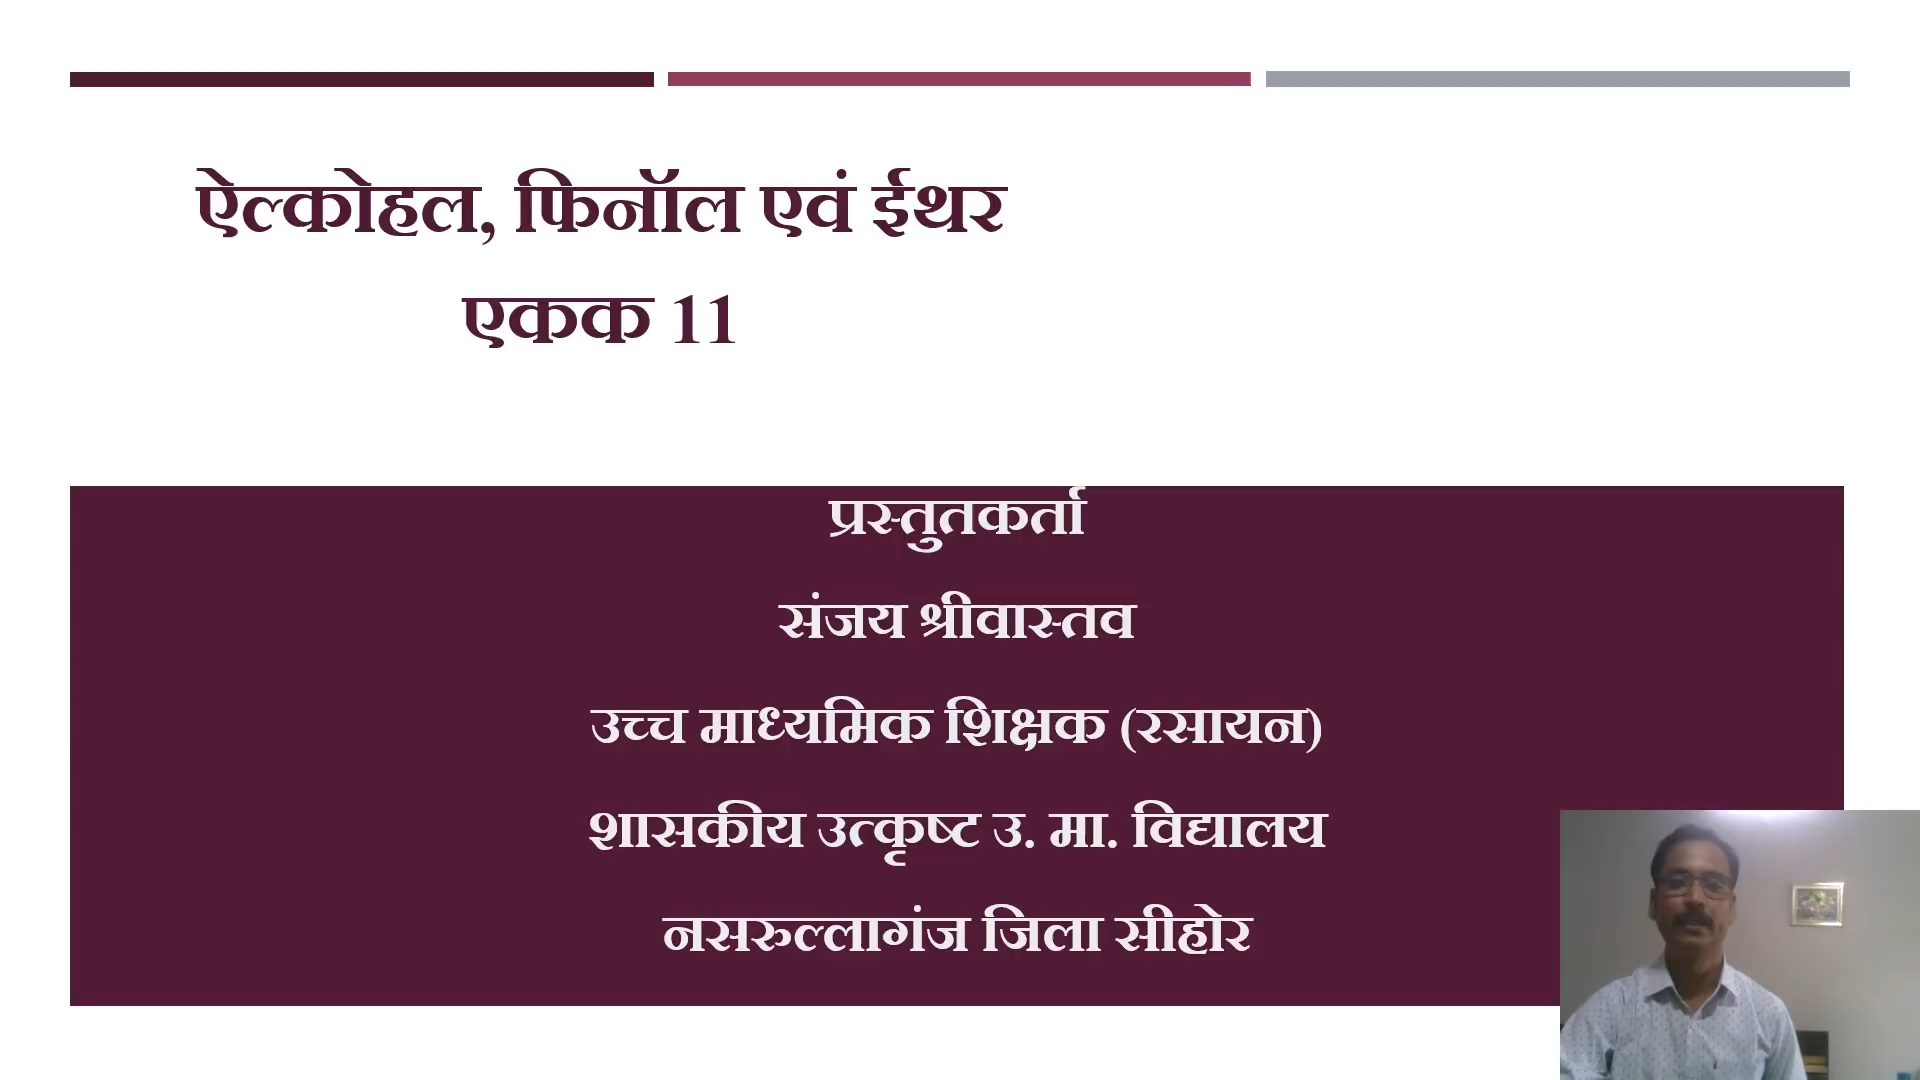 ऐल्कोहल, फिनॉल एवं ईथर
एकक 11
प्रस्तुतकर्ता
संजय श्रीवास्तव
उच्च माध्यमिक शिक्षक (रसायन)
शासकीय उत्कृष्ट उ. मा. विद्यालय
नसरुल्लागंज जिला सीहोर